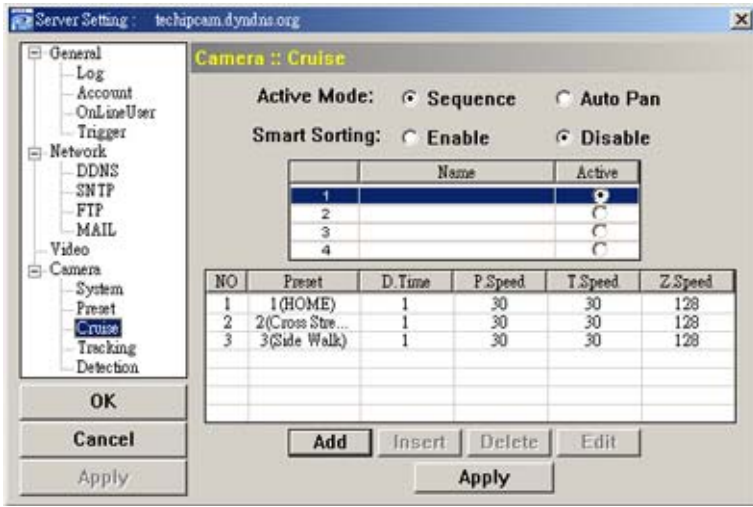 Server Setting : techipcam.dyndns.org
General
Log
Account
OnLineUser
Trigger
Network
DDNS
SNTP
FTP
MAIL
Video
Camera
System
Preset
Cruise
Tracking
Detection
OK
Cancel
Apply
Camera :: Cruise
Active Mode: Sequence Auto Pan
Smart Sorting: Enable Disable
Name Active
1
2
3
4
NO Preset D.Time P.Speed T.Speed Z.Speed
1 1(HOME) 1 30 30 128
2 2(Cross Stre... 1 30 30 128
3 3(Side Walk) 1 30 30 128
Add Insert Delete Edit
Apply